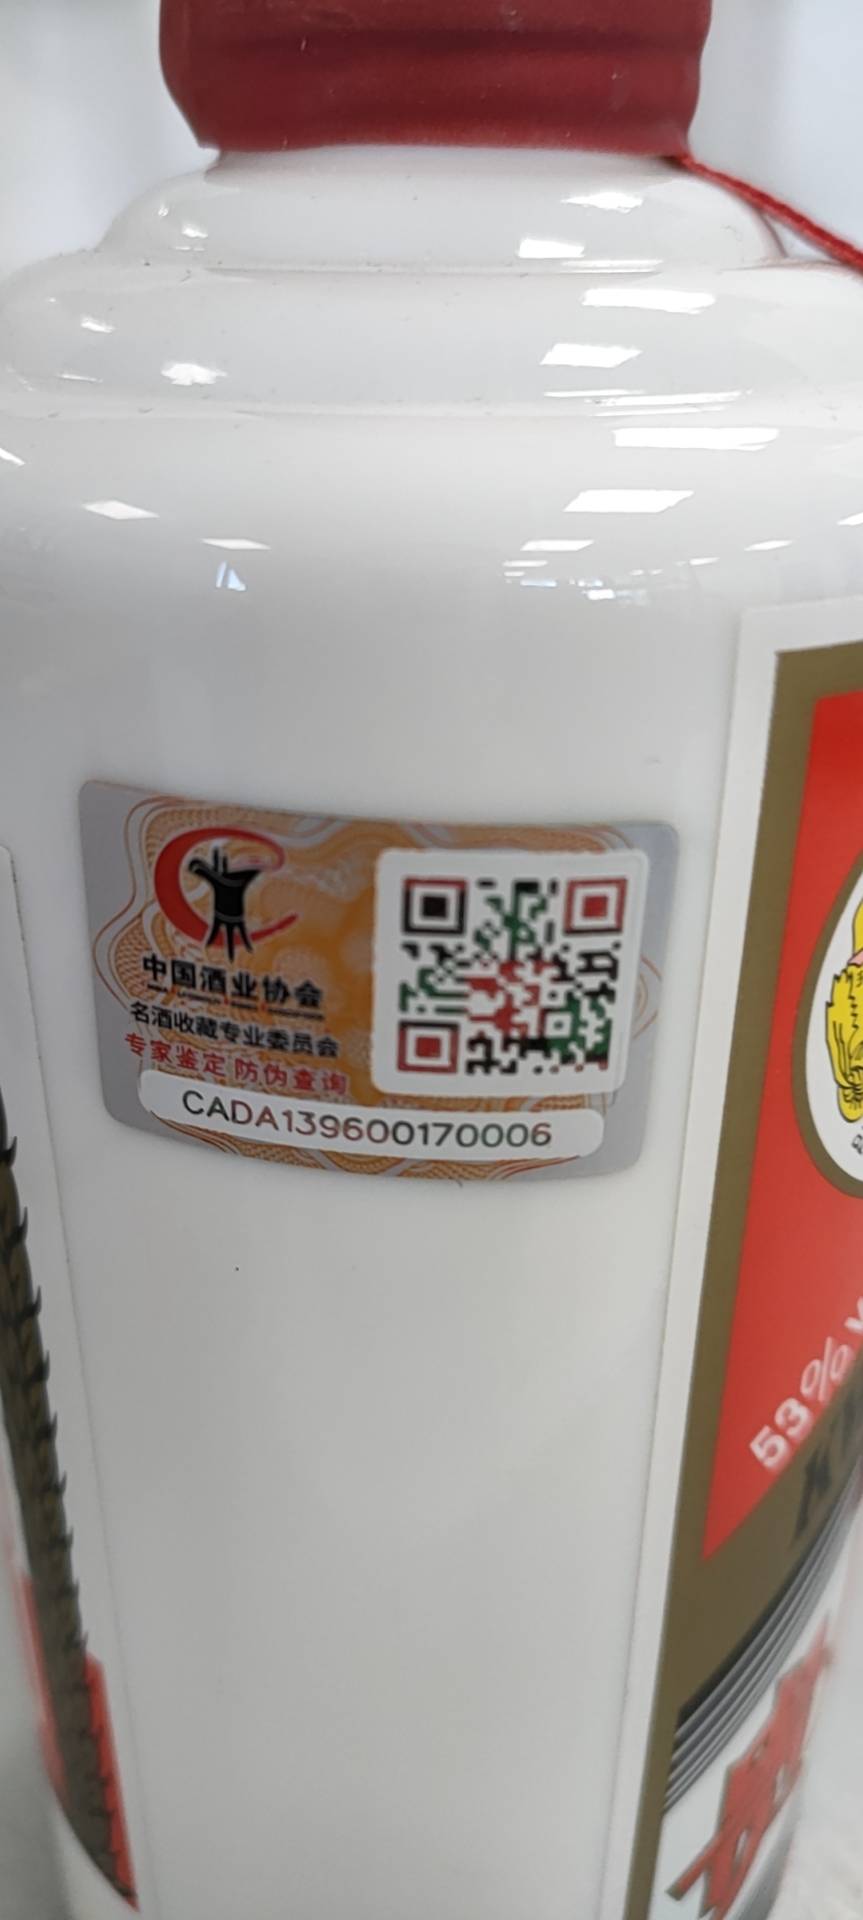 中国酒业协会
名酒收藏专业委员会
专家鉴定 防伪查询
CADA139600170006
53%